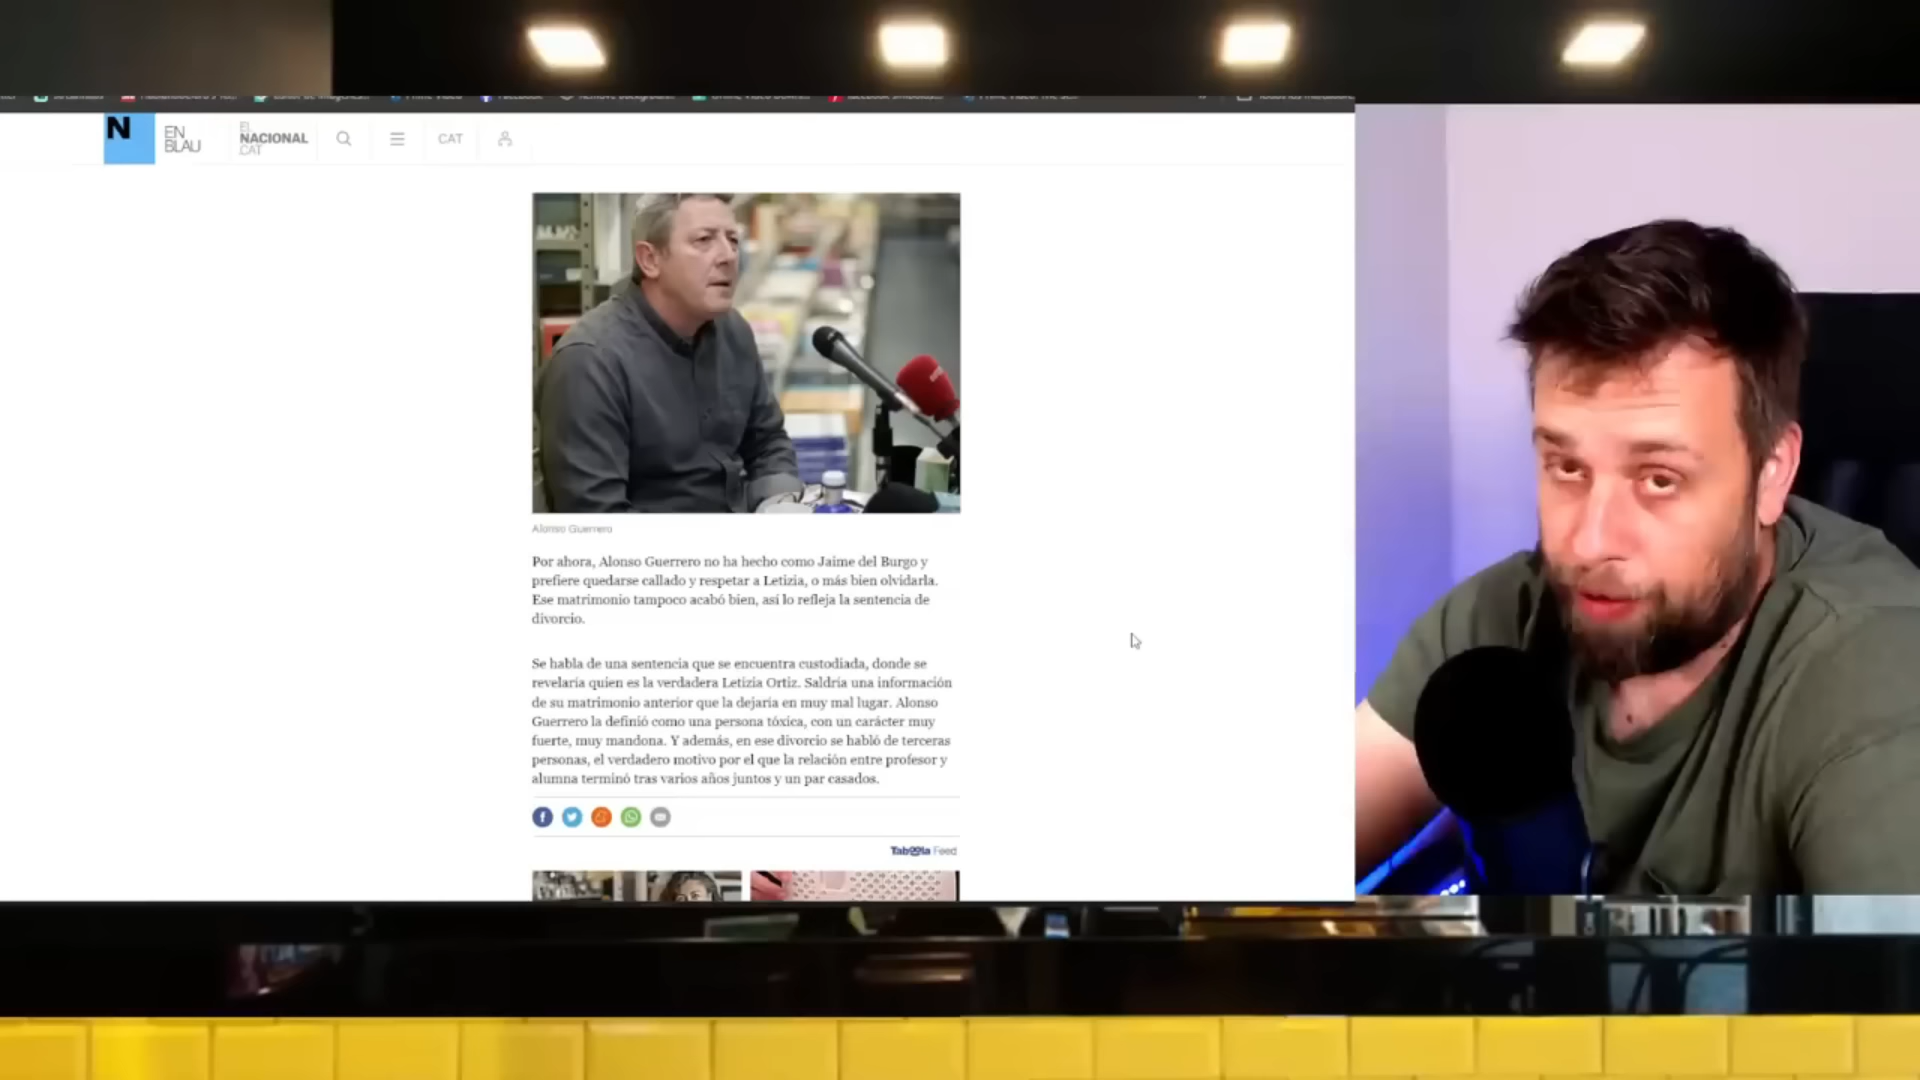 N
EN
BLAU
EL
NACIONAL
.CAT
CAT
Alonso Guerrero
Por ahora, Alonso Guerrero no ha hecho como Jaime del Burgo y
prefiere quedarse callado y respetar a Letizia, o más bien olvidarla.
Ese matrimonio tampoco acabó bien, así lo refleja la sentencia de
divorcio.
Se habla de una sentencia que se encuentra custodiada, donde se
revelaría quien es la verdadera Letizia Ortiz. Saldría una información
de su matrimonio anterior que la dejaría en muy mal lugar. Alonso
Guerrero la definió como una persona tóxica, con un carácter muy
fuerte, muy mandona. Y además, en ese divorcio se habló de terceras
personas, el verdadero motivo por el que la relación entre profesor y
alumna terminó tras varios años juntos y un par casados.
Taboola Feed